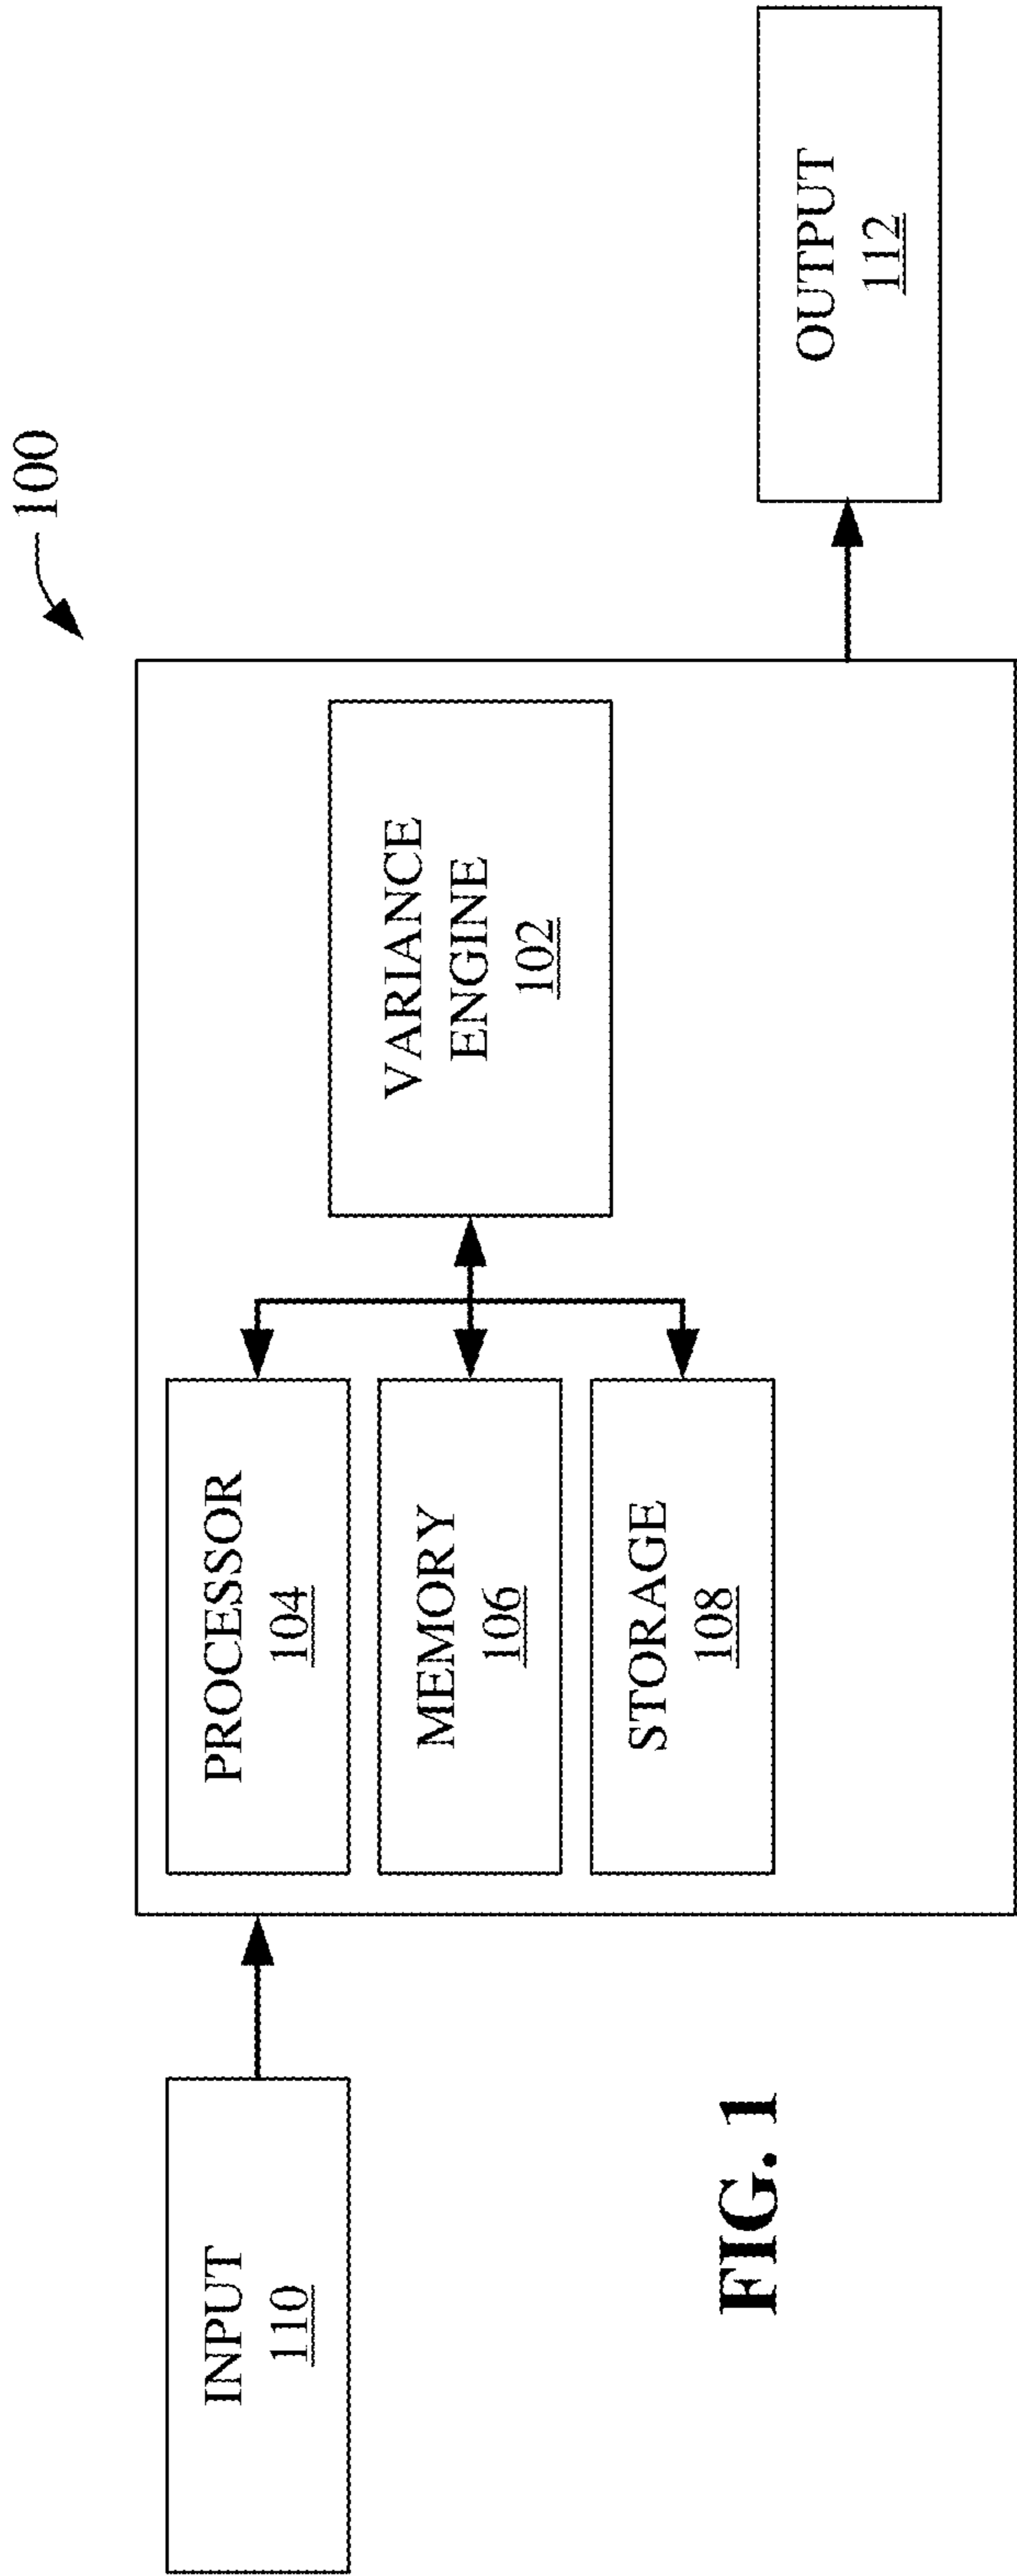 100
INPUT
110
PROCESSOR
104
MEMORY
106
STORAGE
108
VARIANCE
ENGINE
102
OUTPUT
112
FIG. 1